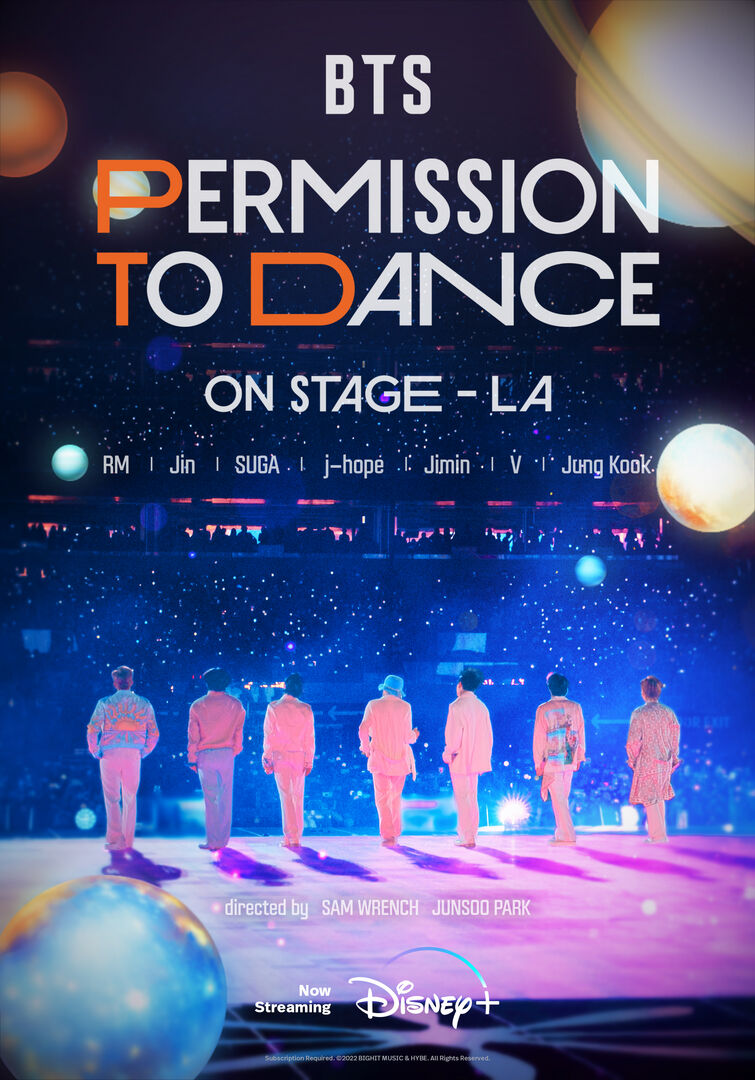 BTS
PERMISSION
TO DANCE
ON STAGE - LA
RM | Jin | SUGA | j-hope | Jimin | V | Jung Kook
directed by SAM WRENCH JUNSOO PARK
Now
Streaming
Disney+
Subscription Required. ©2022 BIGHIT MUSIC & HYBE. All Rights Reserved.